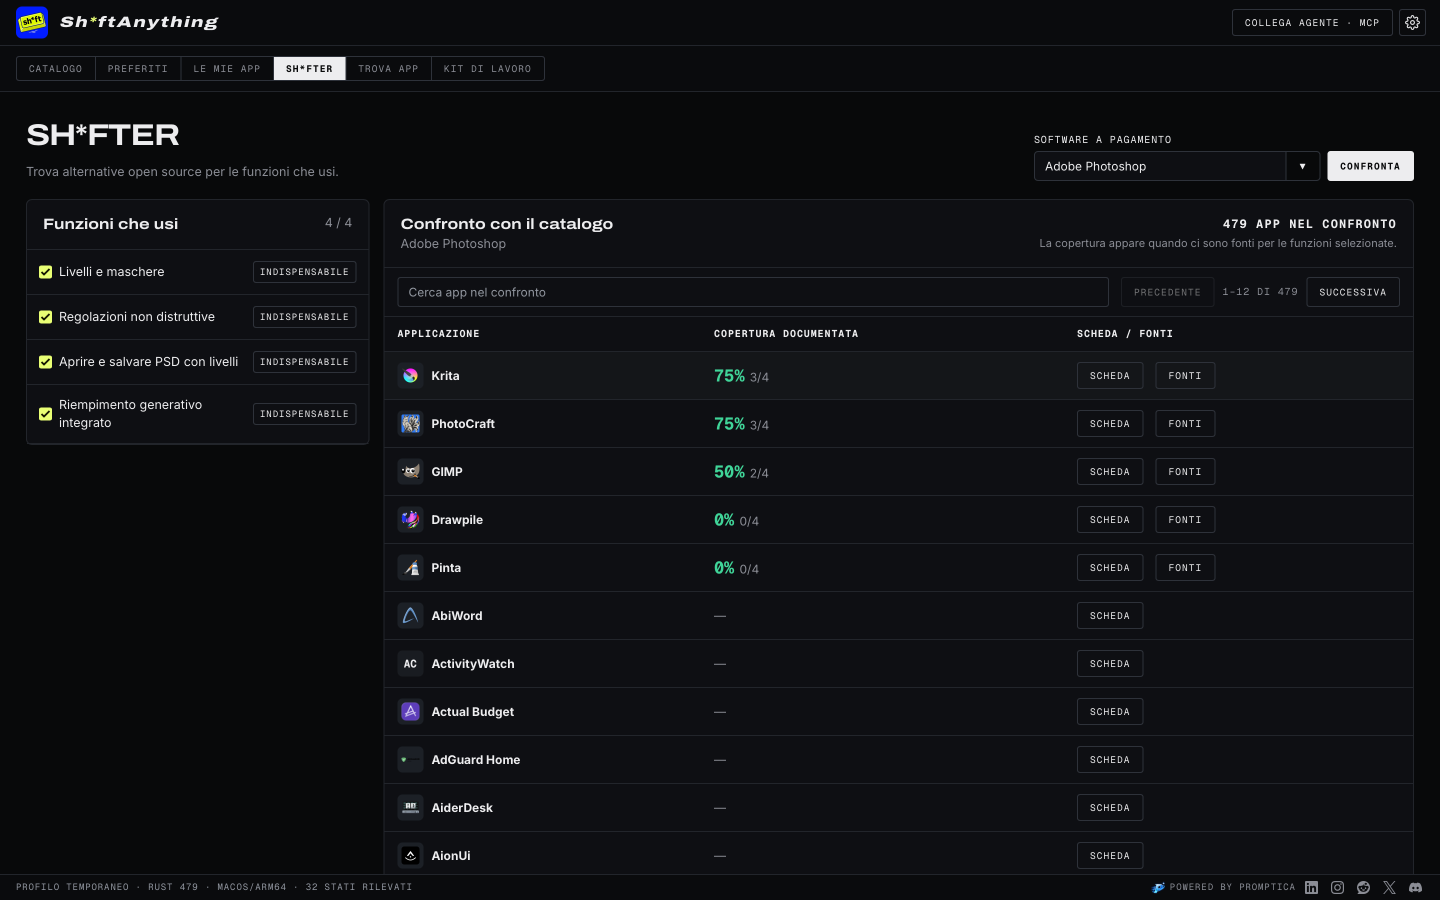 Sh*ftAnything
COLLEGA AGENTE · MCP
CATALOGO
PREFERITI
LE MIE APP
SH*FTER
TROVA APP
KIT DI LAVORO
SH*FTER
Trova alternative open source per le funzioni che usi.
SOFTWARE A PAGAMENTO
Adobe Photoshop
CONFRONTA
Funzioni che usi
4 / 4
Livelli e maschere
INDISPENSABILE
Regolazioni non distruttive
INDISPENSABILE
Aprire e salvare PSD con livelli
INDISPENSABILE
Riempimento generativo
integrato
INDISPENSABILE
Confronto con il catalogo
Adobe Photoshop
479 APP NEL CONFRONTO
La copertura appare quando ci sono fonti per le funzioni selezionate.
Cerca app nel confronto
PRECEDENTE
1–12 DI 479
SUCCESSIVA
APPLICAZIONE
COPERTURA DOCUMENTATA
SCHEDA / FONTI
Krita
75% 3/4
SCHEDA
FONTI
PhotoCraft
75% 3/4
SCHEDA
FONTI
GIMP
50% 2/4
SCHEDA
FONTI
Drawpile
0% 0/4
SCHEDA
FONTI
Pinta
0% 0/4
SCHEDA
FONTI
AbiWord
—
SCHEDA
AC
ActivityWatch
—
SCHEDA
Actual Budget
—
SCHEDA
AdGuard Home
—
SCHEDA
AiderDesk
—
SCHEDA
AionUi
—
SCHEDA
PROFILO TEMPORANEO · RUST 479 · MACOS/ARM64 · 32 STATI RILEVATI
POWERED BY PROMPTICA